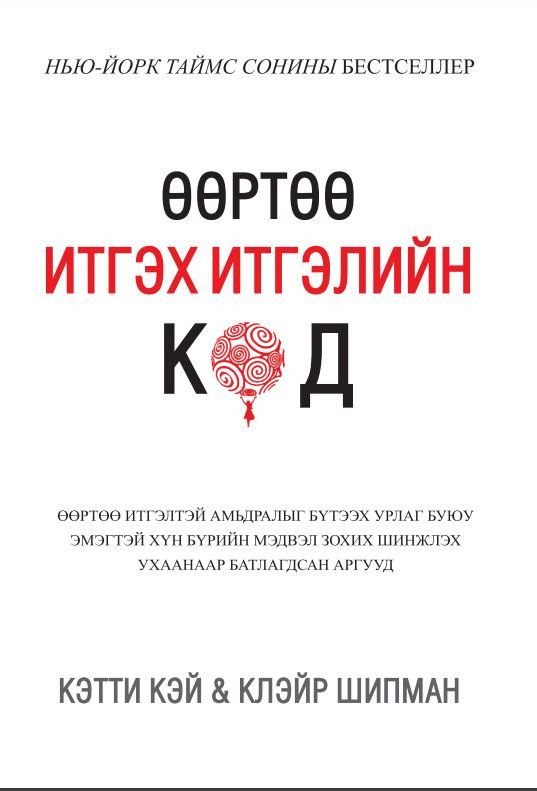 НЬЮ-ЙОРК ТАЙМС СОНИНЫ БЕСТСЕЛЛЕР
ӨӨРТӨӨ
ИТГЭХ ИТГЭЛИЙН
КОД
ӨӨРТӨӨ ИТГЭЛТЭЙ АМЬДРАЛЫГ БҮТЭЭХ УРЛАГ БУЮУ
ЭМЭГТЭЙ ХҮН БҮРИЙН МЭДВЭЛ ЗОХИХ ШИНЖЛЭХ
УХААНААР БАТЛАГДСАН АРГУУД
КЭТТИ КЭЙ & КЛЭЙР ШИПМАН